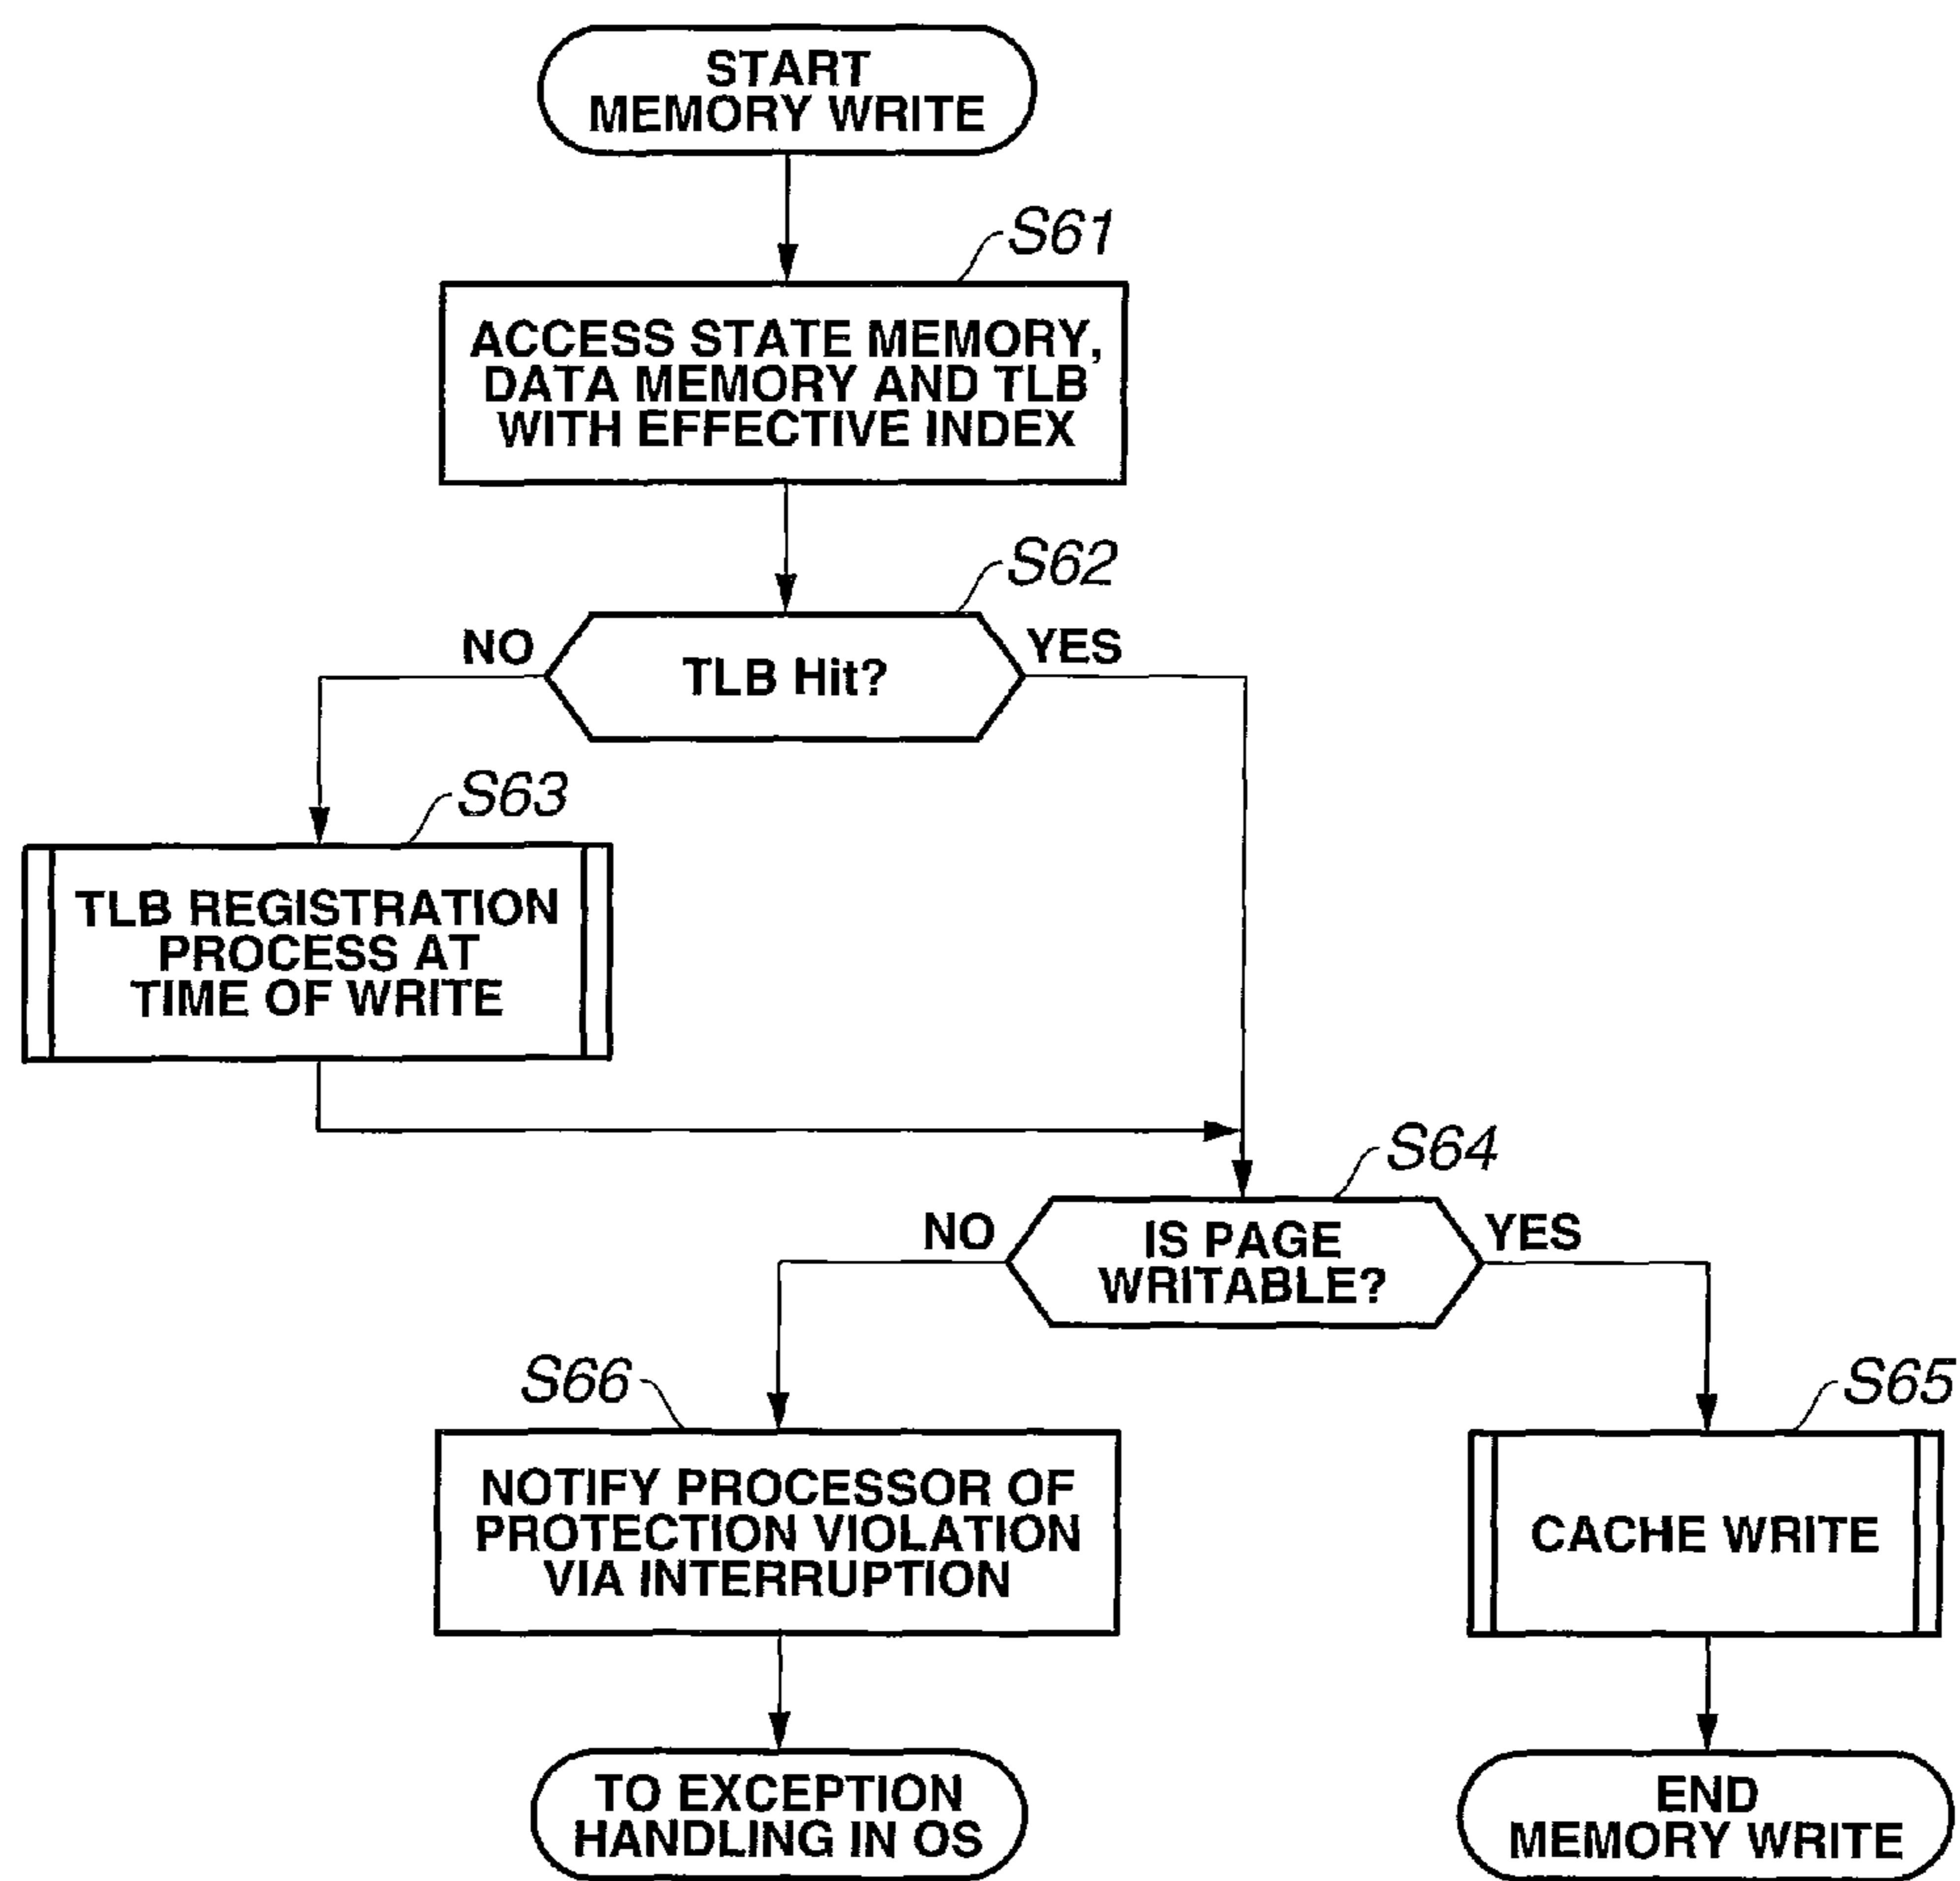 START
MEMORY WRITE
S61
ACCESS STATE MEMORY,
DATA MEMORY AND TLB
WITH EFFECTIVE INDEX
S62
NO
YES
TLB Hit?
S63
TLB REGISTRATION
PROCESS AT
TIME OF WRITE
S64
NO
YES
IS PAGE
WRITABLE?
S66
S65
NOTIFY PROCESSOR OF
PROTECTION VIOLATION
VIA INTERRUPTION
CACHE WRITE
TO EXCEPTION
HANDLING IN OS
END
MEMORY WRITE